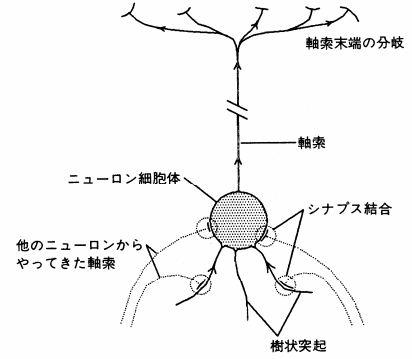 軸索末端の分岐
軸索
ニューロン細胞体
シナプス結合
他のニューロンから
やってきた軸索
樹状突起